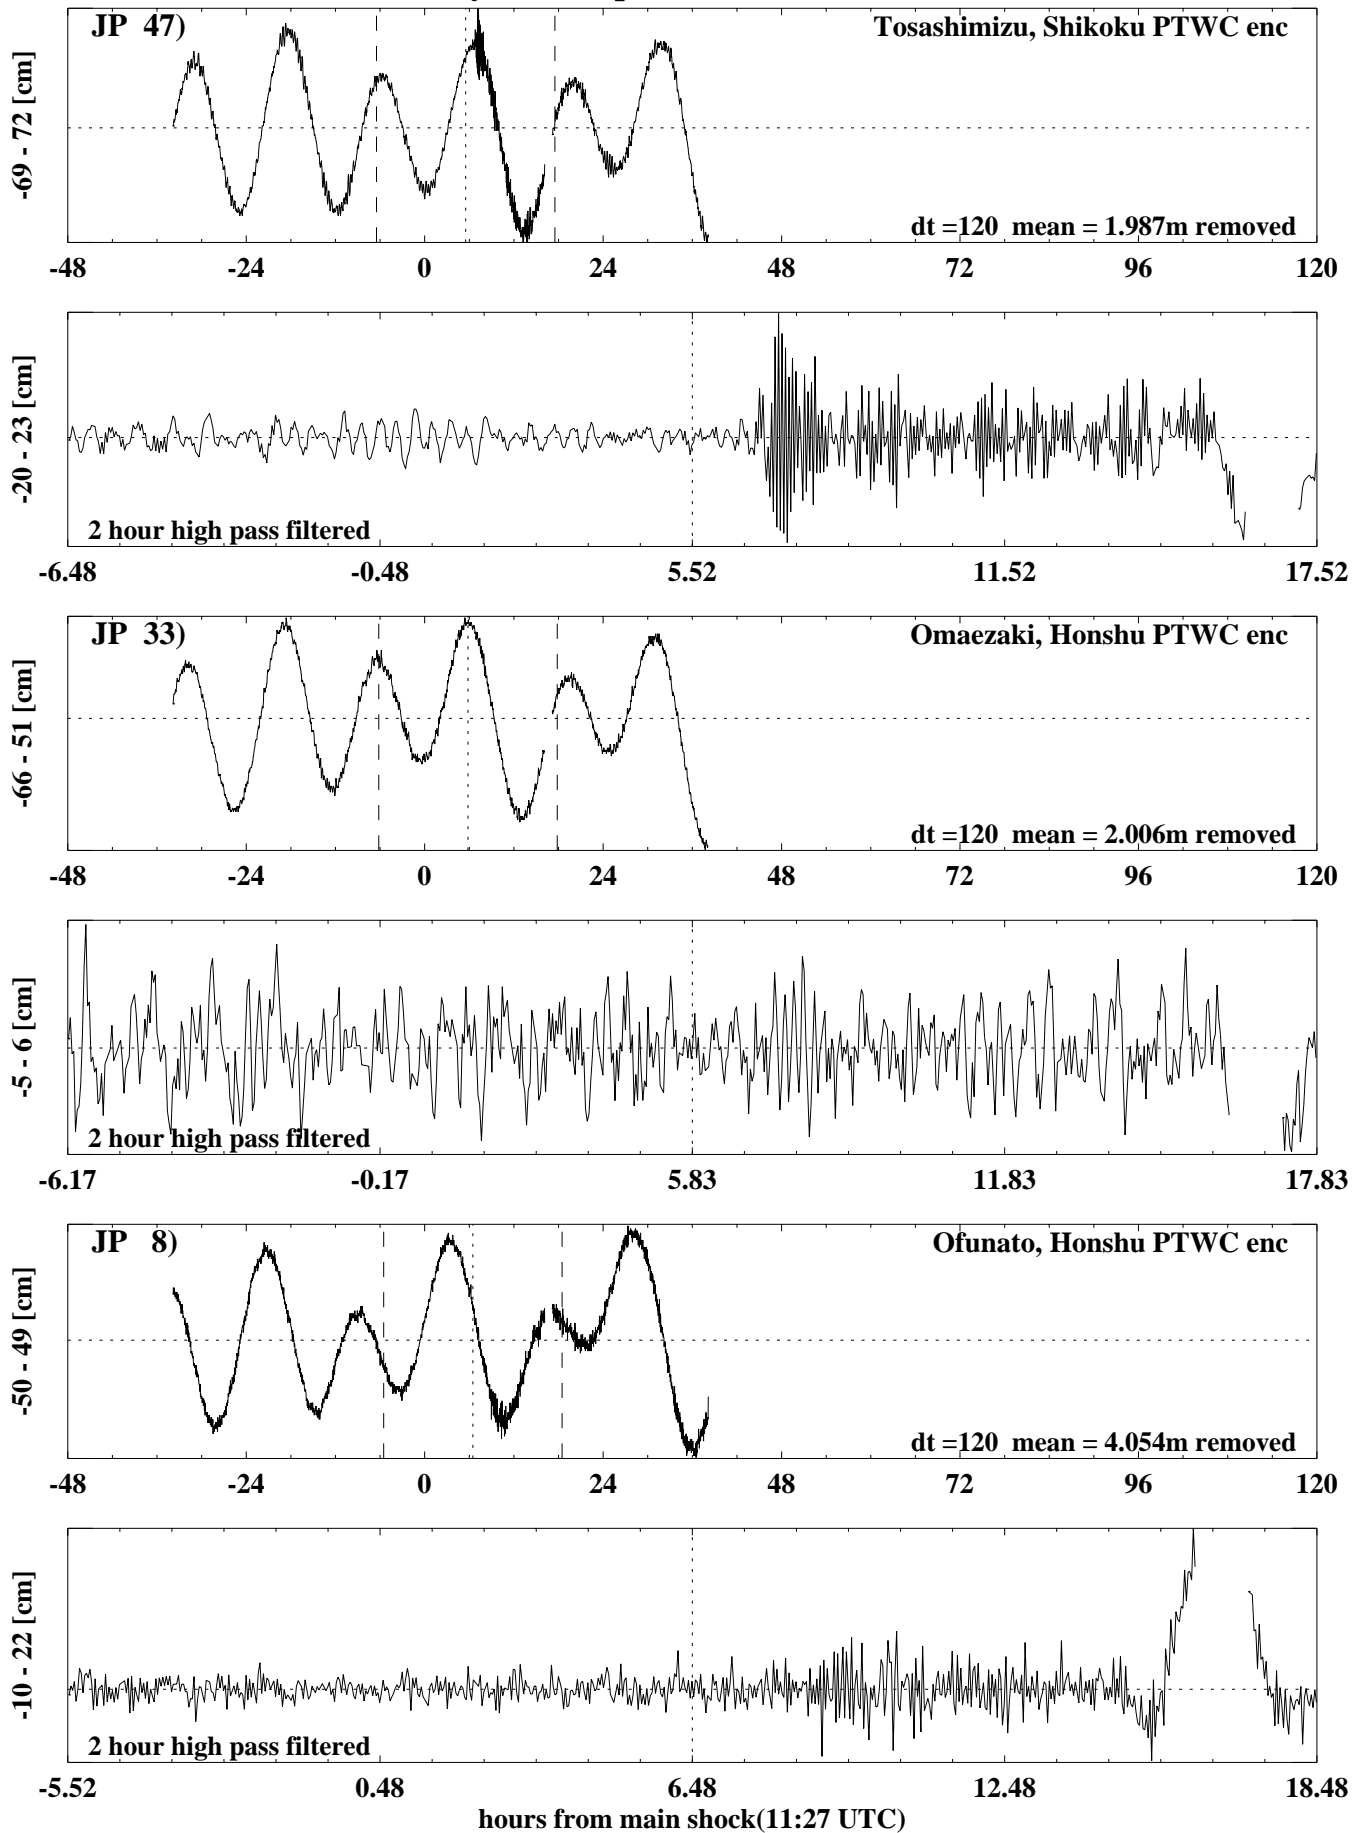 JP 47)
Tosashimizu, Shikoku PTWC enc
-69 - 72 [cm]
dt =120 mean = 1.987m removed
-48 -24 0 24 48 72 96 120
-20 - 23 [cm]
2 hour high pass filtered
-6.48 -0.48 5.52 11.52 17.52
JP 33)
Omaezaki, Honshu PTWC enc
-66 - 51 [cm]
dt =120 mean = 2.006m removed
-48 -24 0 24 48 72 96 120
-5 - 6 [cm]
2 hour high pass filtered
-6.17 -0.17 5.83 11.83 17.83
JP 8)
Ofunato, Honshu PTWC enc
-50 - 49 [cm]
dt =120 mean = 4.054m removed
-48 -24 0 24 48 72 96 120
-10 - 22 [cm]
2 hour high pass filtered
-5.52 0.48 6.48 12.48 18.48
hours from main shock(11:27 UTC)